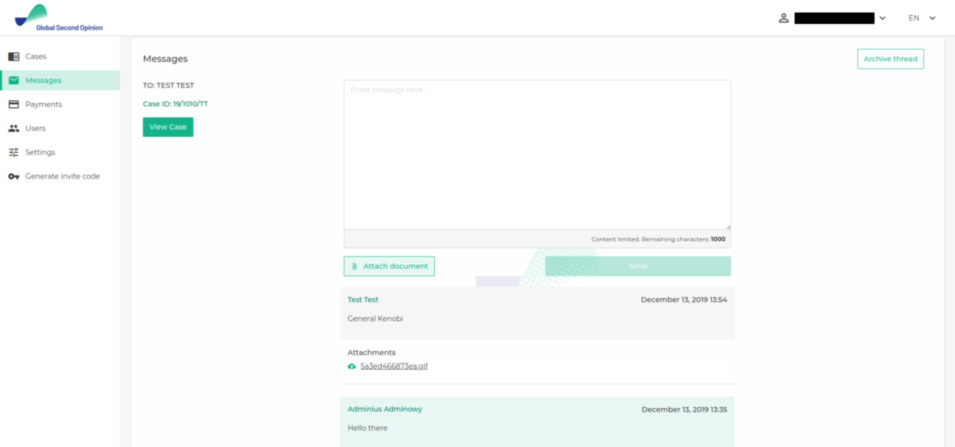 Global Second Opinion
EN
Cases
Messages
Payments
Users
Settings
Generate invite code
Messages
Archive thread
TO: TEST TEST
Case ID: 19/1010/TT
View Case
Enter message here...
Content limited. Remaining characters: 1000
Attach document
Send
Test Test December 13, 2019 13:54
General Kenobi
Attachments
5a3ed466873ea.gif
Adminius Adminowy December 13, 2019 13:35
Hello there